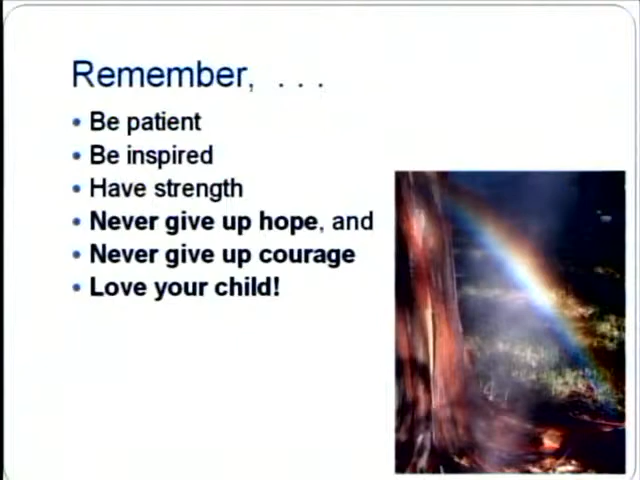 Remember, . . .
• Be patient
• Be inspired
• Have strength
• Never give up hope, and
• Never give up courage
• Love your child!